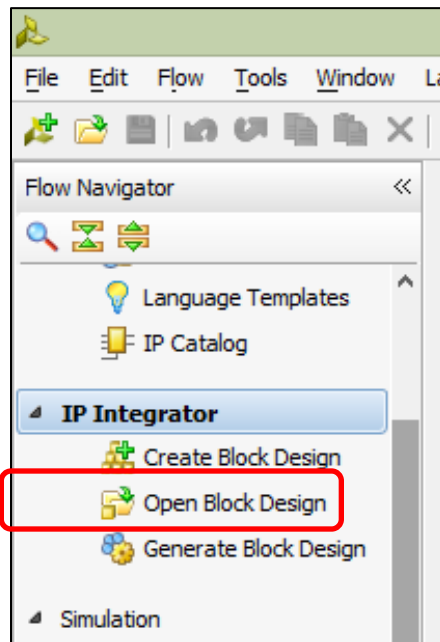 File Edit Flow Tools Window La
Flow Navigator
Language Templates
IP Catalog
IP Integrator
Create Block Design
Open Block Design
Generate Block Design
Simulation